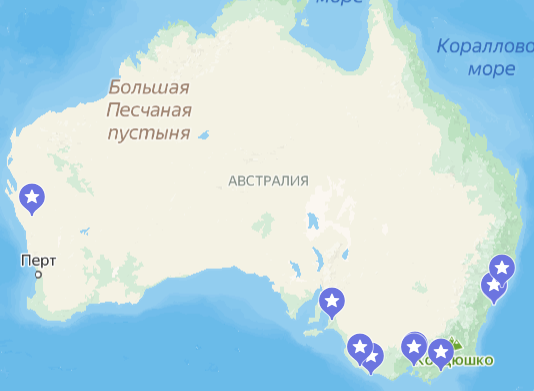 море
Кораллово
море
Большая
Песчаная
пустыня
АВСТРАЛИЯ
Перт